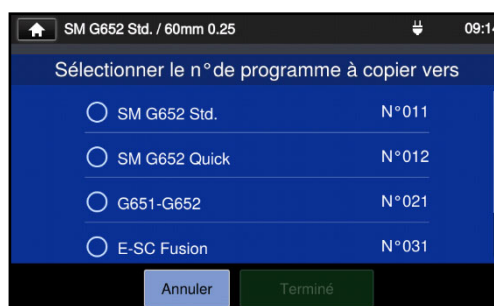 SM G652 Std. / 60mm 0.25 09:14
Sélectionner le n°de programme à copier vers
SM G652 Std. N°011
SM G652 Quick N°012
G651-G652 N°021
E-SC Fusion N°031
Annuler Terminé